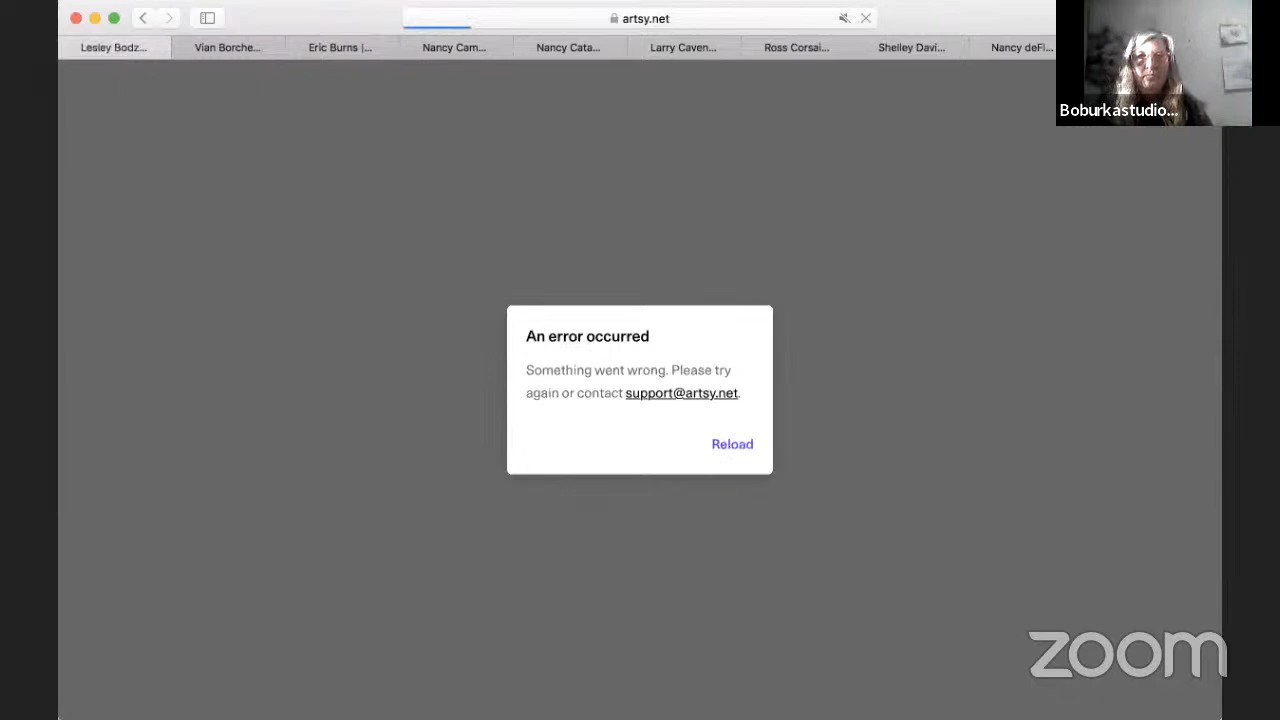 artsy.net
Lesley Bodz...
Vian Borche...
Eric Burns |...
Nancy Cam...
Nancy Cata...
Larry Caven...
Ross Corsai...
Shelley Davi...
Nancy deFi...
Boburkastudio...
An error occurred
Something went wrong. Please try
again or contact support@artsy.net.
Reload
zoom